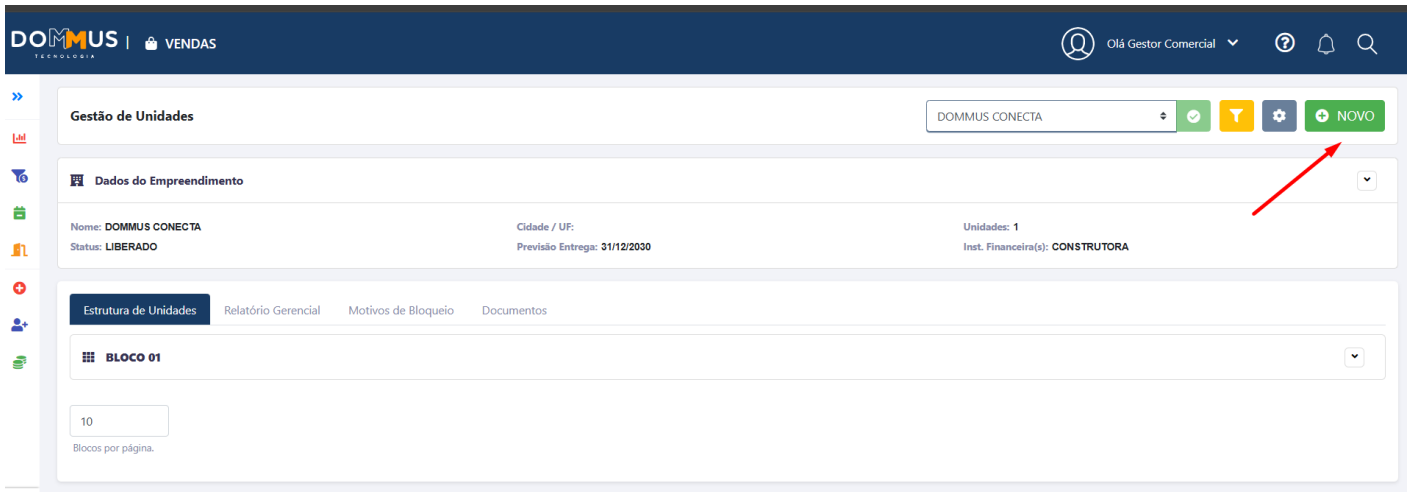 DOMMUS | VENDAS
TECNOLOGIA
Olá Gestor Comercial
Gestão de Unidades
DOMMUS CONECTA
NOVO
Dados do Empreendimento
Nome: DOMMUS CONECTA
Cidade / UF:
Unidades: 1
Status: LIBERADO
Previsão Entrega: 31/12/2030
Inst. Financeira(s): CONSTRUTORA
Estrutura de Unidades
Relatório Gerencial
Motivos de Bloqueio
Documentos
BLOCO 01
10
Blocos por página.